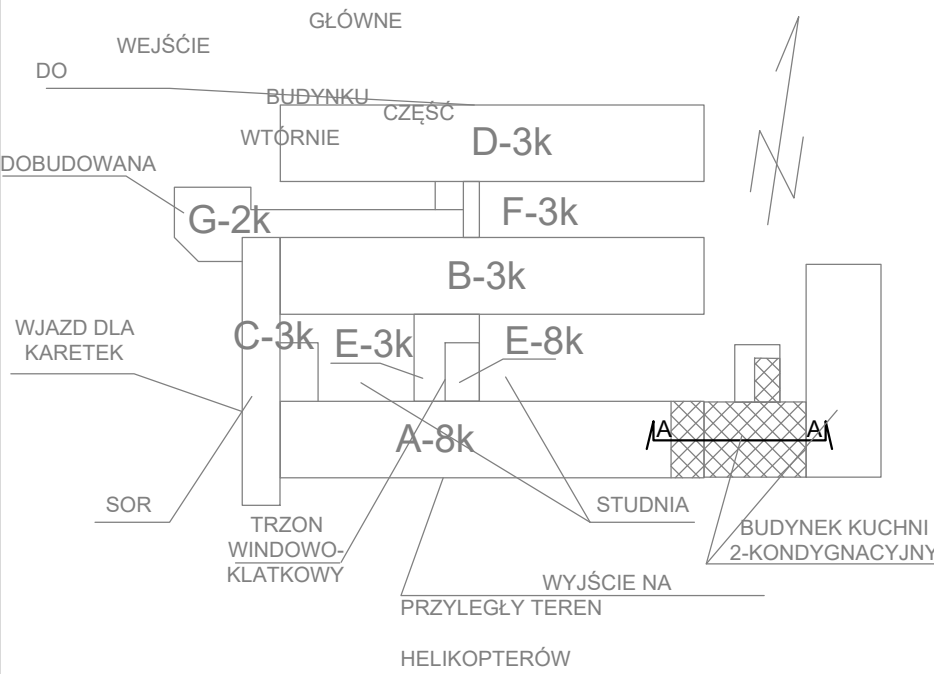 GŁÓWNE
WEJŚĆIE
DO
BUDYNKU
CZĘŚĆ
WTÓRNIE
D-3k
DOBUDOWANA
G-2k
F-3k
B-3k
WJAZD DLA
KARETEK
C-3k
E-3k
E-8k
A-8k
A
A
SOR
STUDNIA
TRZON
WINDOWO-
KLATKOWY
BUDYNEK KUCHNI
2-KONDYGNACYJNY
WYJŚCIE NA
PRZYLEGŁY TEREN
HELIKOPTERÓW